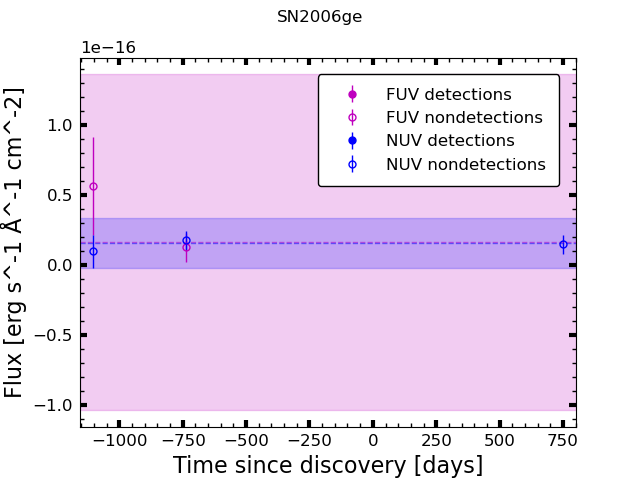 SN2006ge
1e−16
FUV detections
FUV nondetections
NUV detections
NUV nondetections
1.0
0.5
0.0
−0.5
−1.0
Flux [erg s^-1 Å^-1 cm^-2]
−1000 −750 −500 −250 0 250 500 750
Time since discovery [days]